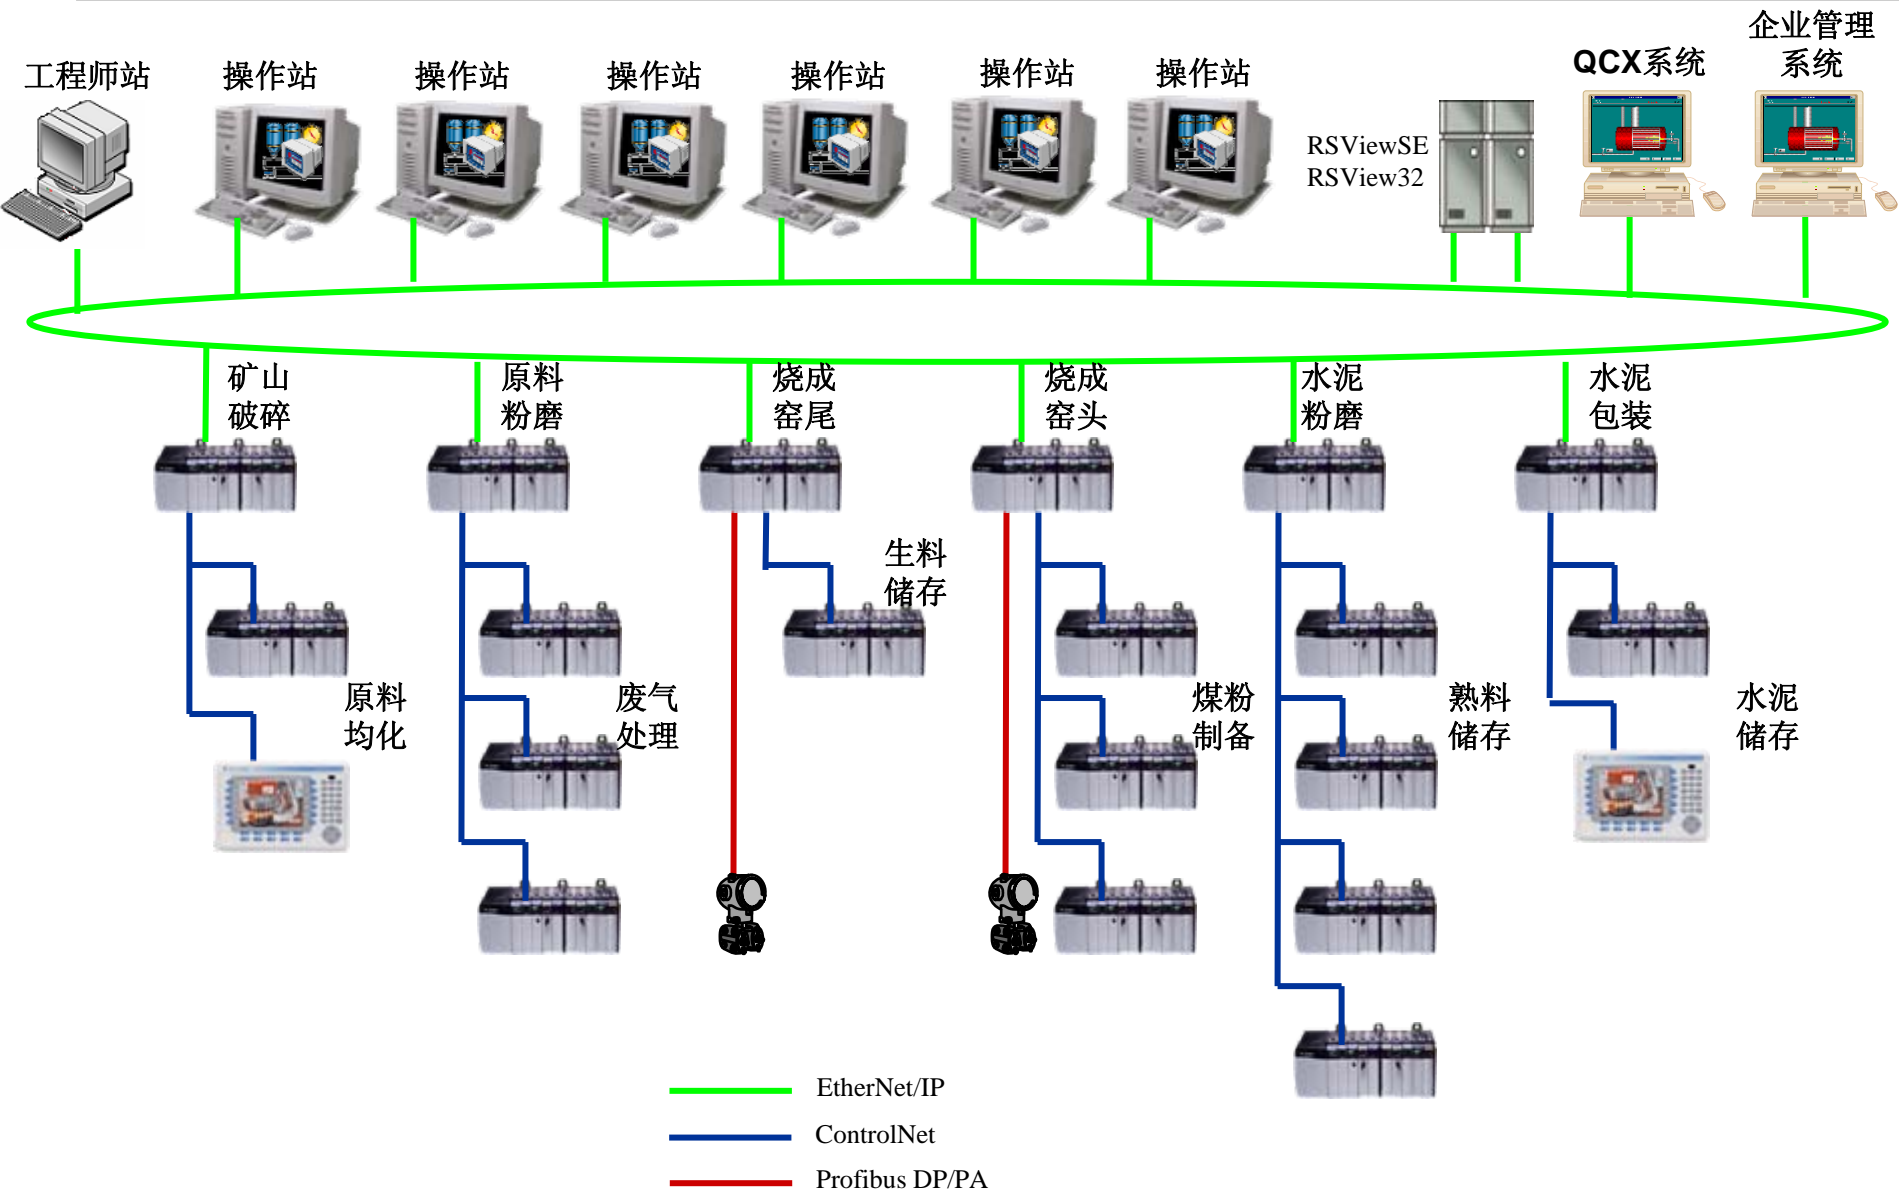 工程师站
操作站
操作站
操作站
操作站
操作站
操作站
RSViewSE
RSView32
QCX系统
企业管理
系统
矿山
破碎
原料
粉磨
烧成
窑尾
烧成
窑头
水泥
粉磨
水泥
包装
生料
储存
原料
均化
废气
处理
煤粉
制备
熟料
储存
水泥
储存
EtherNet/IP
ControlNet
Profibus DP/PA